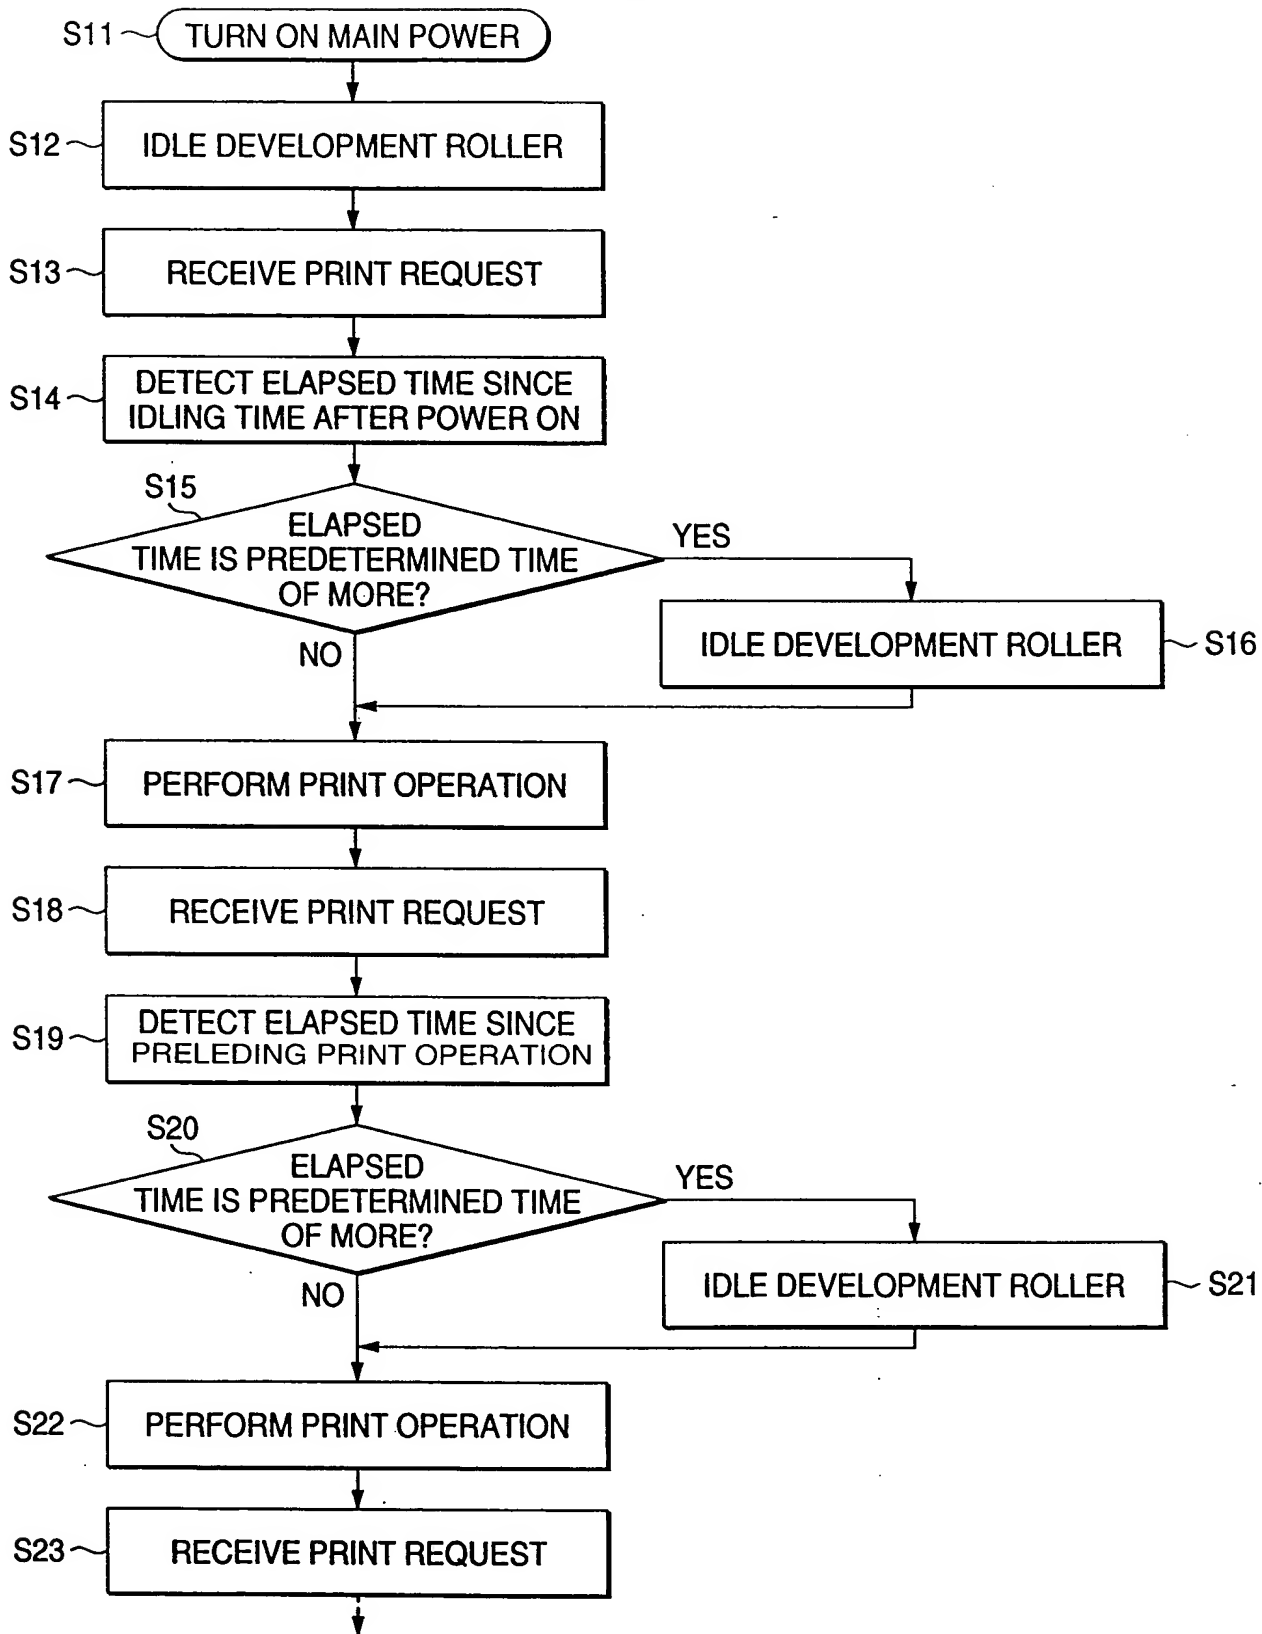 S11 TURN ON MAIN POWER
S12 IDLE DEVELOPMENT ROLLER
S13 RECEIVE PRINT REQUEST
S14 DETECT ELAPSED TIME SINCE
IDLING TIME AFTER POWER ON
S15
ELAPSED
TIME IS PREDETERMINED TIME
OF MORE?
YES
NO
IDLE DEVELOPMENT ROLLER S16
S17 PERFORM PRINT OPERATION
S18 RECEIVE PRINT REQUEST
S19 DETECT ELAPSED TIME SINCE
PRELEDING PRINT OPERATION
S20
ELAPSED
TIME IS PREDETERMINED TIME
OF MORE?
YES
NO
IDLE DEVELOPMENT ROLLER S21
S22 PERFORM PRINT OPERATION
S23 RECEIVE PRINT REQUEST